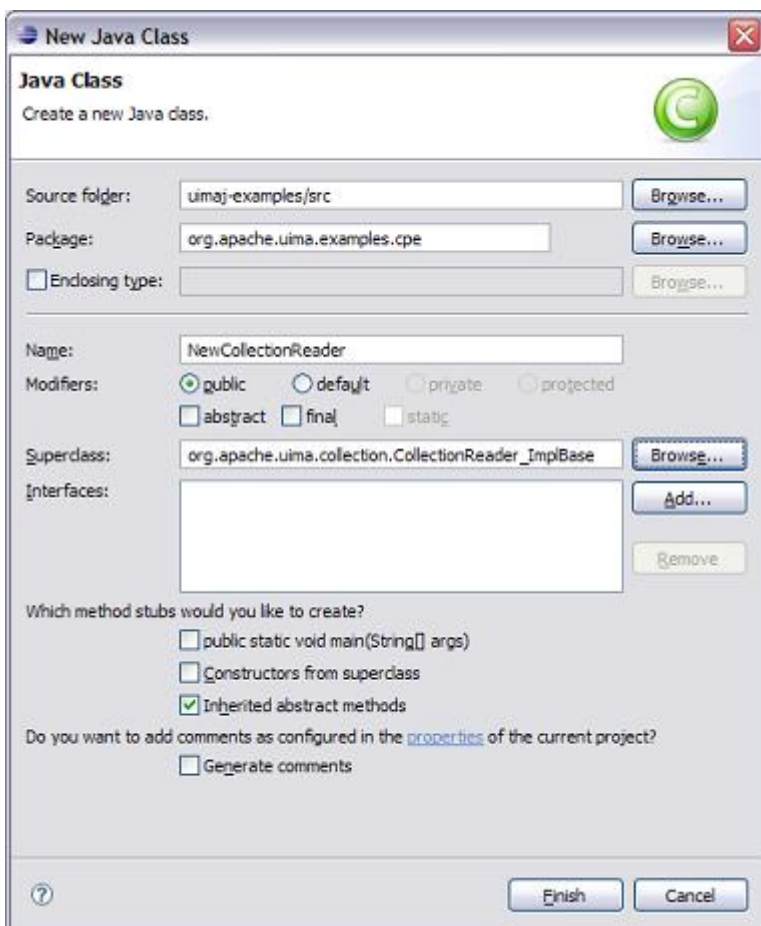 New Java Class
Java Class
Create a new Java class.
Source folder: uimaj-examples/src Browse...
Package: org.apache.uima.examples.cpe Browse...
Enclosing type: Browse...
Name: NewCollectionReader
Modifiers: public default private protected
abstract final static
Superclass: org.apache.uima.collection.CollectionReader_ImplBase Browse...
Interfaces: Add...
Remove
Which method stubs would you like to create?
public static void main(String[] args)
Constructors from superclass
Inherited abstract methods
Do you want to add comments as configured in the properties of the current project?
Generate comments
Finish Cancel